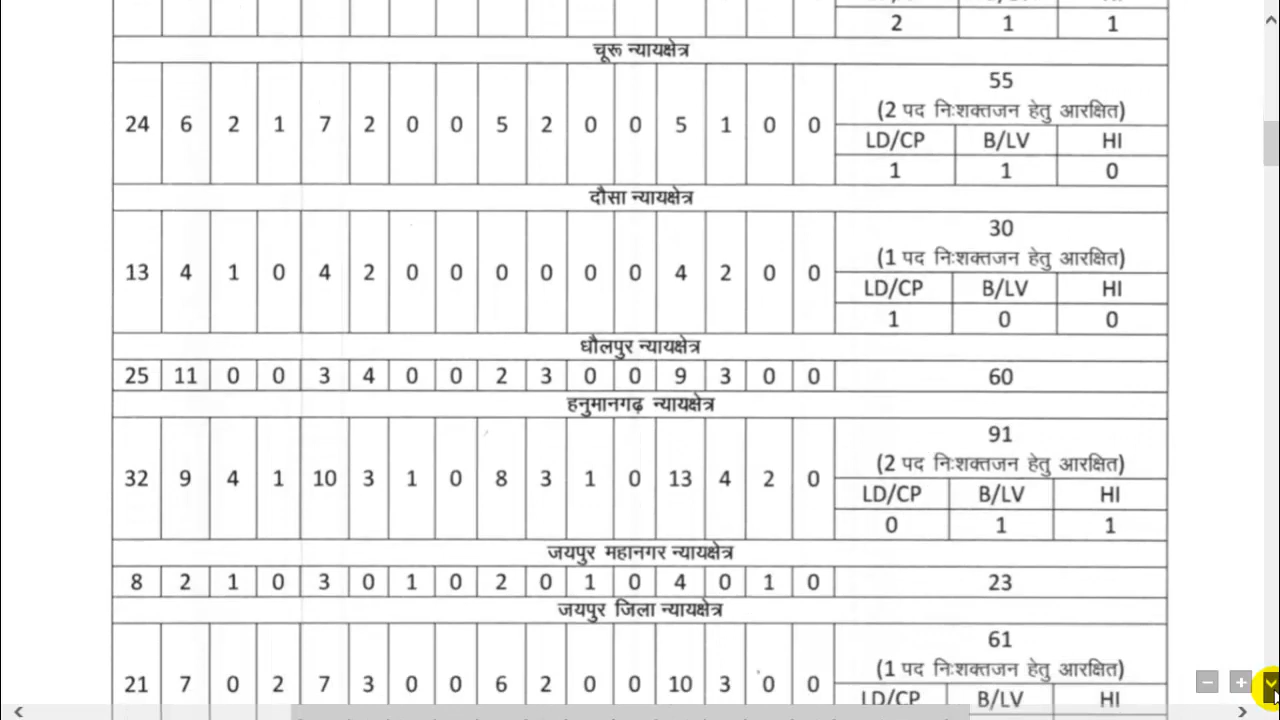 2 1 1
चूरू न्यायक्षेत्र
55
(2 पद निःशक्तजन हेतु आरक्षित)
24 6 2 1 7 2 0 0 5 2 0 0 5 1 0 0
LD/CP B/LV HI
1 1 0
दौसा न्यायक्षेत्र
30
(1 पद निःशक्तजन हेतु आरक्षित)
13 4 1 0 4 2 0 0 0 0 0 0 4 2 0 0
LD/CP B/LV HI
1 0 0
धौलपुर न्यायक्षेत्र
25 11 0 0 3 4 0 0 2 3 0 0 9 3 0 0 60
हनुमानगढ़ न्यायक्षेत्र
91
(2 पद निःशक्तजन हेतु आरक्षित)
32 9 4 1 10 3 1 0 8 3 1 0 13 4 2 0
LD/CP B/LV HI
0 1 1
जयपुर महानगर न्यायक्षेत्र
8 2 1 0 3 0 1 0 2 0 1 0 4 0 1 0 23
जयपुर जिला न्यायक्षेत्र
61
(1 पद निःशक्तजन हेतु आरक्षित)
21 7 0 2 7 3 0 0 6 2 0 0 10 3 0 0
LD/CP B/LV HI